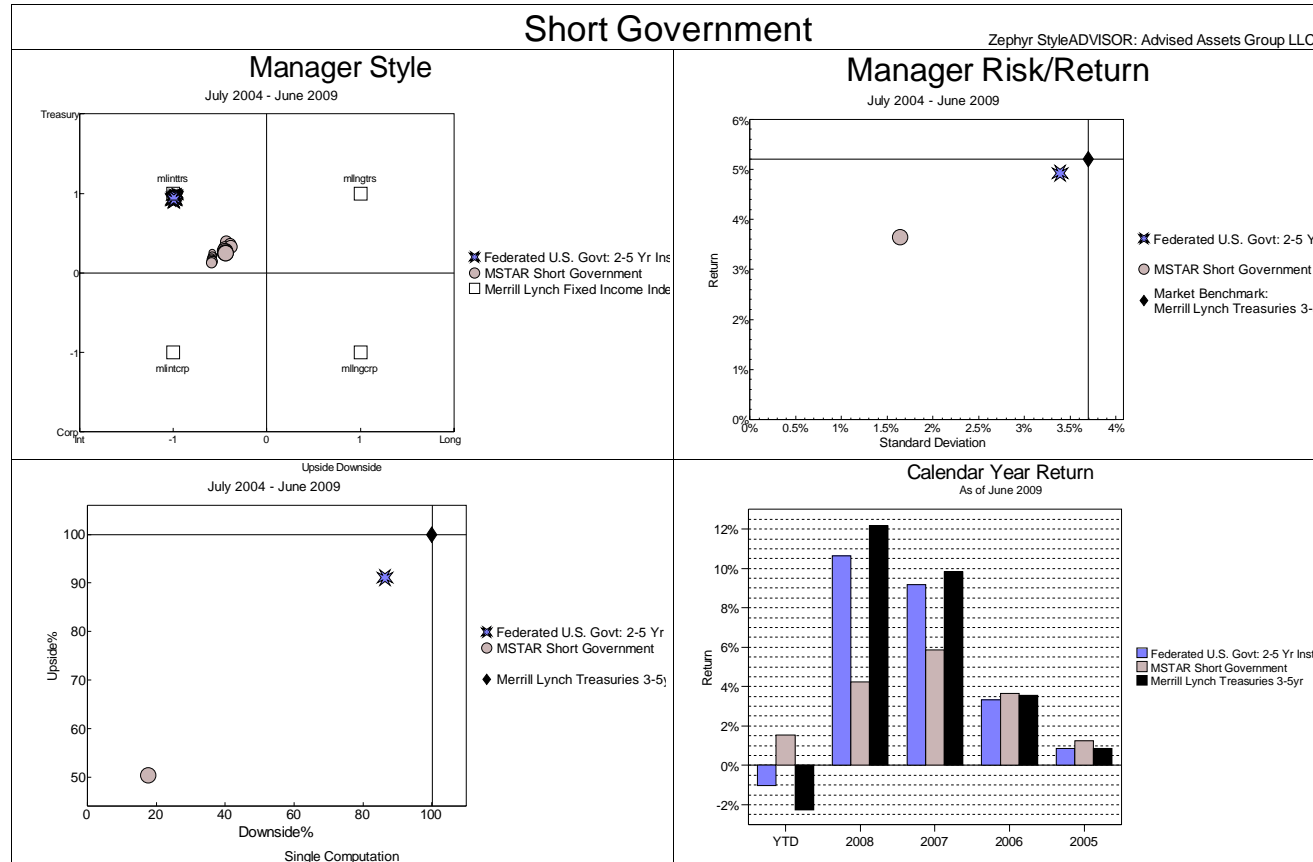 Short Government
Zephyr StyleADVISOR: Advised Assets Group LLC
Manager Style
July 2004 - June 2009
Treasury
mlinttrs
mllngtrs
1
0
-1
mlintcrp
mllngcrp
Corp
Int
-1
0
1
Long
Federated U.S. Govt: 2-5 Yr Ins
MSTAR Short Government
Merrill Lynch Fixed Income Inde
Manager Risk/Return
July 2004 - June 2009
6%
5%
4%
3%
2%
1%
0%
Return
0%
0.5%
1%
1.5%
2%
2.5%
3%
3.5%
4%
Standard Deviation
Federated U.S. Govt: 2-5 Y
MSTAR Short Government
Market Benchmark:
Merrill Lynch Treasuries 3-
Upside Downside
July 2004 - June 2009
100
90
80
70
60
50
Upside%
0
20
40
60
80
100
Downside%
Single Computation
Federated U.S. Govt: 2-5 Yr
MSTAR Short Government
Merrill Lynch Treasuries 3-5y
Calendar Year Return
As of June 2009
12%
10%
8%
6%
4%
2%
0%
-2%
Return
YTD
2008
2007
2006
2005
Federated U.S. Govt: 2-5 Yr Inst
MSTAR Short Government
Merrill Lynch Treasuries 3-5yr